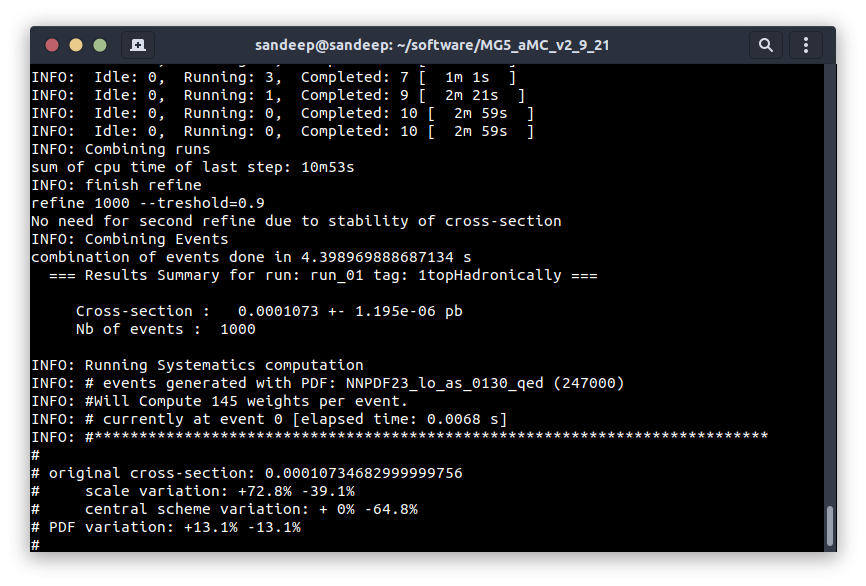 sandeep@sandeep: ~/software/MG5_aMC_v2_9_21
INFO:  Idle: 0,  Running: 3,  Completed: 7 [  1m 1s  ]
INFO:  Idle: 0,  Running: 1,  Completed: 9 [  2m 21s  ]
INFO:  Idle: 0,  Running: 0,  Completed: 10 [  2m 59s  ]
INFO:  Idle: 0,  Running: 0,  Completed: 10 [  2m 59s  ]
INFO: Combining runs
sum of cpu time of last step: 10m53s
INFO: finish refine
refine 1000 --treshold=0.9
No need for second refine due to stability of cross-section
INFO: Combining Events
combination of events done in 4.398969888687134 s
  === Results Summary for run: run_01 tag: 1topHadronically ===
     Cross-section :   0.0001073 +- 1.195e-06 pb
     Nb of events :  1000
INFO: Running Systematics computation
INFO: # events generated with PDF: NNPDF23_lo_as_0130_qed (247000)
INFO: #Will Compute 145 weights per event.
INFO: # currently at event 0 [elapsed time: 0.0068 s]
INFO: #***************************************************************************
#
# original cross-section: 0.00010734682999999756
#     scale variation: +72.8% -39.1%
#     central scheme variation: + 0% -64.8%
# PDF variation: +13.1% -13.1%
#